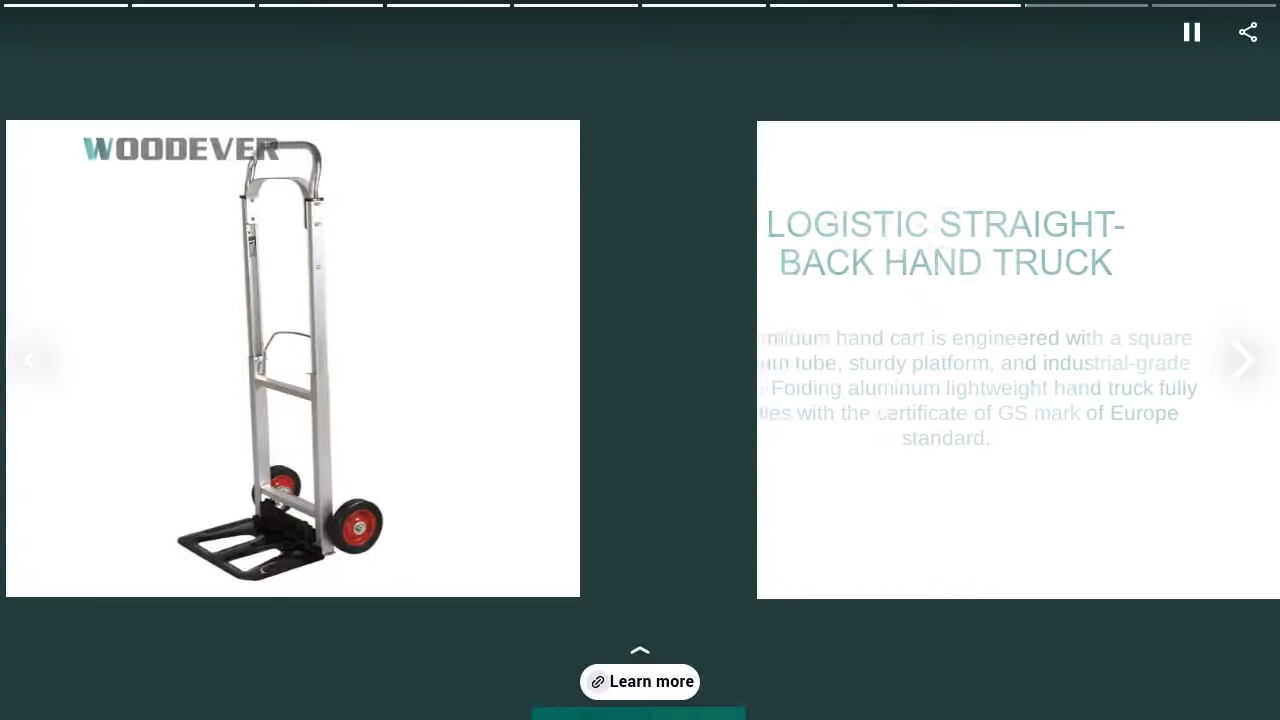 WOODEVER
LOGISTIC STRAIGHT-
BACK HAND TRUCK
hand cart is engineered with a square
tube, sturdy platform, and industrial-grade
Folding aluminum lightweight hand truck fully
with the certificate of GS mark of Europe
standard.
Learn more